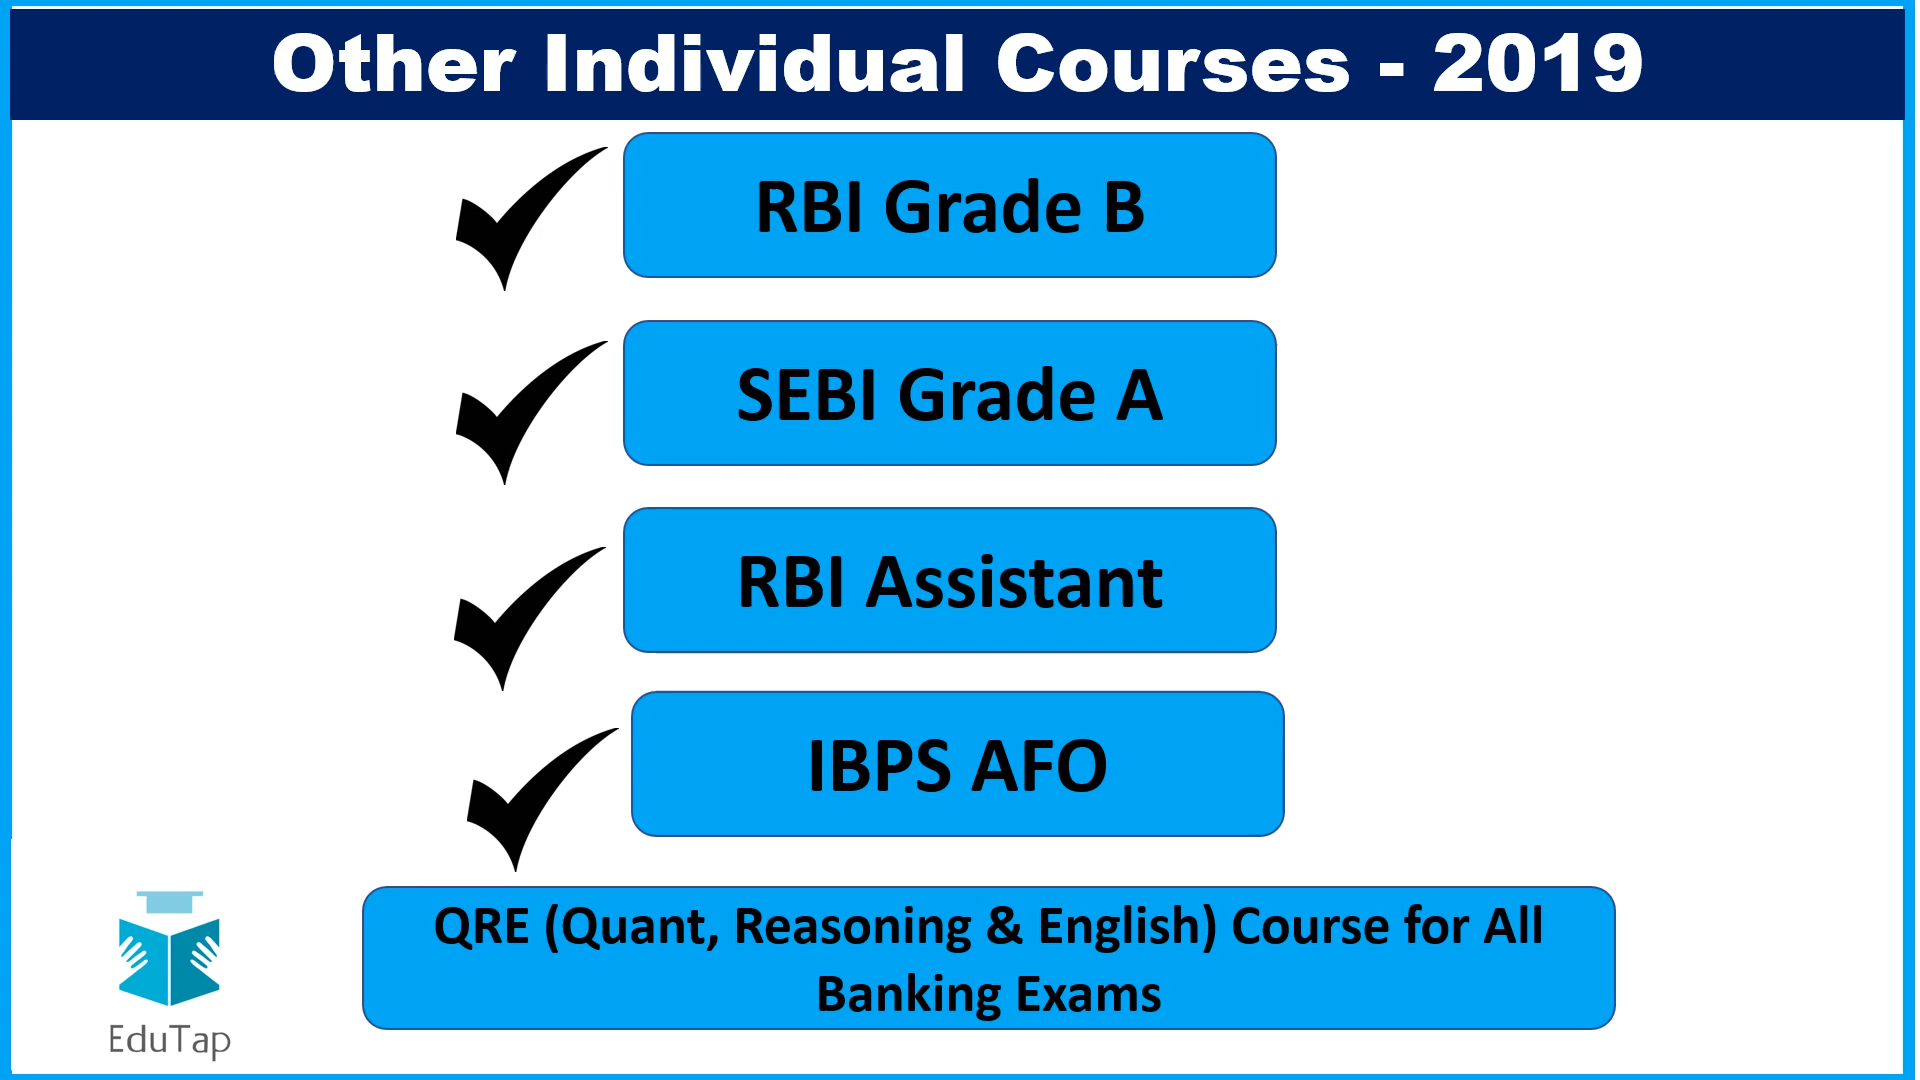 Other Individual Courses - 2019
RBI Grade B
SEBI Grade A
RBI Assistant
IBPS AFO
QRE (Quant, Reasoning & English) Course for All
Banking Exams
EduTap